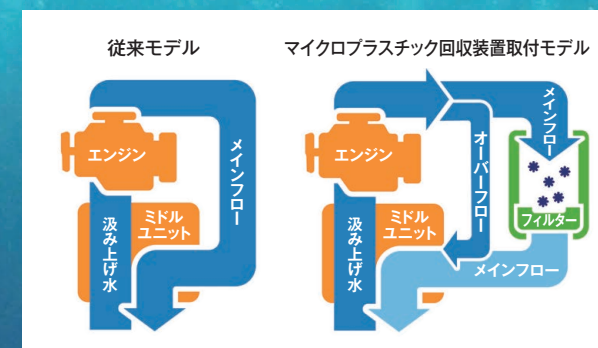 従来モデル
エンジン
メインフロー
ミドル
ユニット
汲み上げ水
マイクロプラスチック回収装置取付モデル
エンジン
オーバーフロー
メインフロー
フィルター
ミドル
ユニット
汲み上げ水
メインフロー